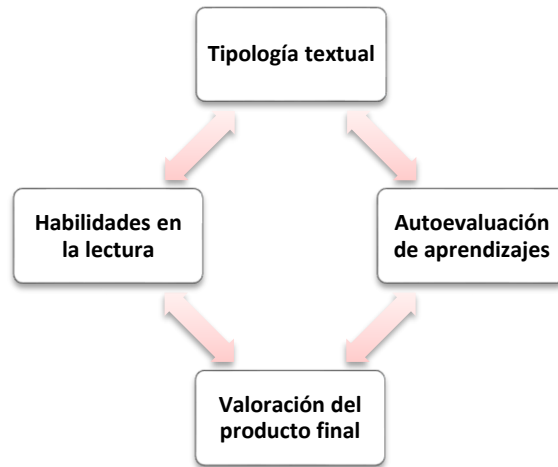 Tipología textual
Habilidades en
la lectura
Autoevaluación
de aprendizajes
Valoración del
producto final